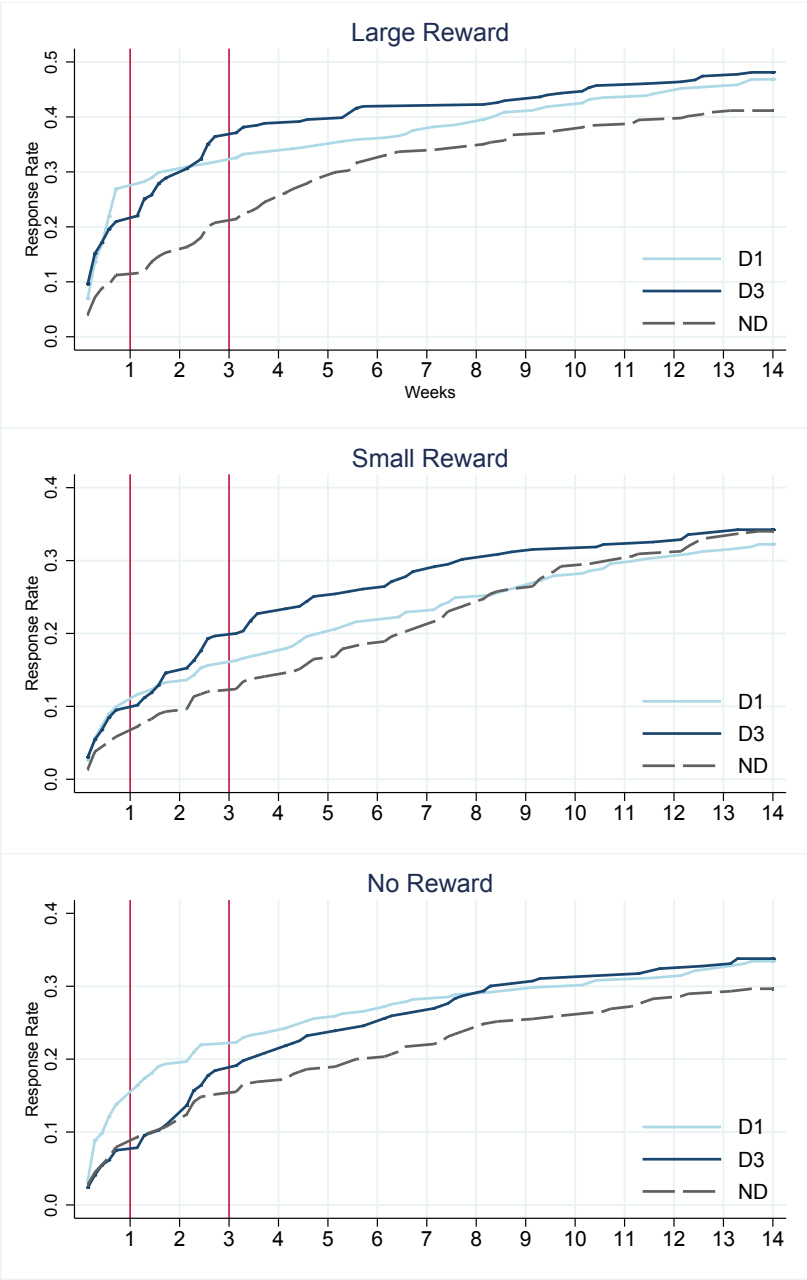 Large Reward
Response Rate
0.5
0.4
0.3
0.2
0.1
0.0
D1
D3
ND
1 2 3 4 5 6 7 8 9 10 11 12 13 14
Weeks
Small Reward
Response Rate
0.4
0.3
0.2
0.1
0.0
D1
D3
ND
1 2 3 4 5 6 7 8 9 10 11 12 13 14
No Reward
Response Rate
0.4
0.3
0.2
0.1
0.0
D1
D3
ND
1 2 3 4 5 6 7 8 9 10 11 12 13 14